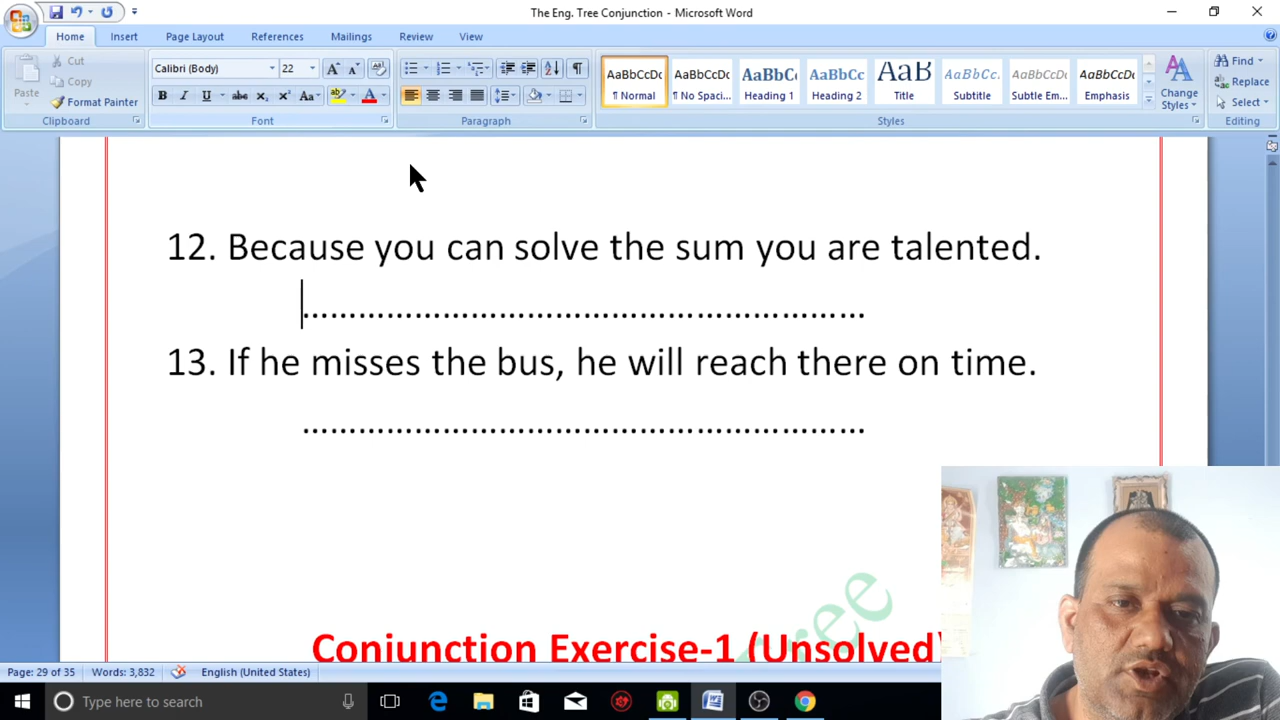 The Eng. Tree Conjunction - Microsoft Word
Home Insert Page Layout References Mailings Review View
Paste Cut Copy Format Painter
Calibri (Body) 22
AaBbCcDc ¶ Normal
AaBbCcDc ¶ No Spaci...
AaBbC Heading 1
AaBbCc Heading 2
AaB Title
AaBbCc. Subtitle
AaBbCcDc Subtle Em...
AaBbCcDc Emphasis
Change Styles
Find Replace Select
Clipboard Font Paragraph Styles Editing
12. Because you can solve the sum you are talented.
............................................................
13. If he misses the bus, he will reach there on time.
............................................................
ree
Conjunction Exercise-1 (Unsolved)
Page: 29 of 35 Words: 3,832 English (United States)
Type here to search